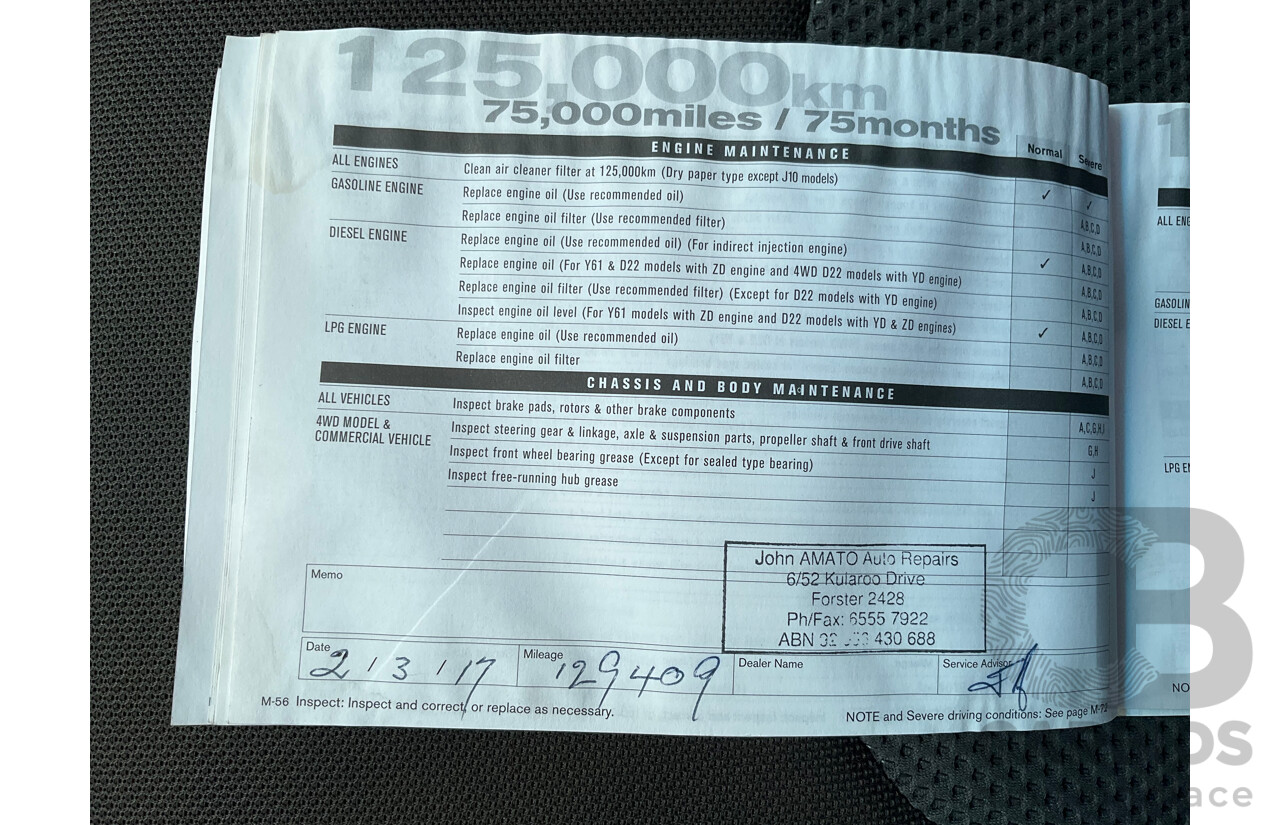 125,000km
75,000miles / 75months
ENGINE MAINTENANCE Normal Severe
ALL ENGINES Clean air cleaner filter at 125,000km (Dry paper type except J10 models) ✓
GASOLINE ENGINE Replace engine oil (Use recommended oil) ✓ A,B,C,D
Replace engine oil filter (Use recommended filter) A,B,C,D
DIESEL ENGINE Replace engine oil (Use recommended oil) (For indirect injection engine) A,B,C,D
Replace engine oil (For Y61 & D22 models with ZD engine and 4WD D22 models with YD engine) ✓ A,B,C,D
Replace engine oil filter (Use recommended filter) (Except for D22 models with YD engine) A,B,C,D
Inspect engine oil level (For Y61 models with ZD engine and D22 models with YD & ZD engines) A,B,C,D
LPG ENGINE Replace engine oil (Use recommended oil) ✓ A,B,C,D
Replace engine oil filter A,B,C,D
CHASSIS AND BODY MAINTENANCE
ALL VEHICLES Inspect brake pads, rotors & other brake components A,C,G,H,I
4WD MODEL &
COMMERCIAL VEHICLE
Inspect steering gear & linkage, axle & suspension parts, propeller shaft & front drive shaft G,H
Inspect front wheel bearing grease (Except for sealed type bearing) J
Inspect free-running hub grease J
John AMATO Auto Repairs
6/52 Kularoo Drive
Forster 2428
Ph/Fax: 6555 7922
ABN 430 688
Memo
Date 2/3/17 Mileage 129409 Dealer Name Service Advisor
M-56 Inspect: Inspect and correct, or replace as necessary. NOTE and Severe driving conditions: See page M-72
1
ALL ENG
GASOLIN
DIESEL E
LPG EN
NO
os
ace